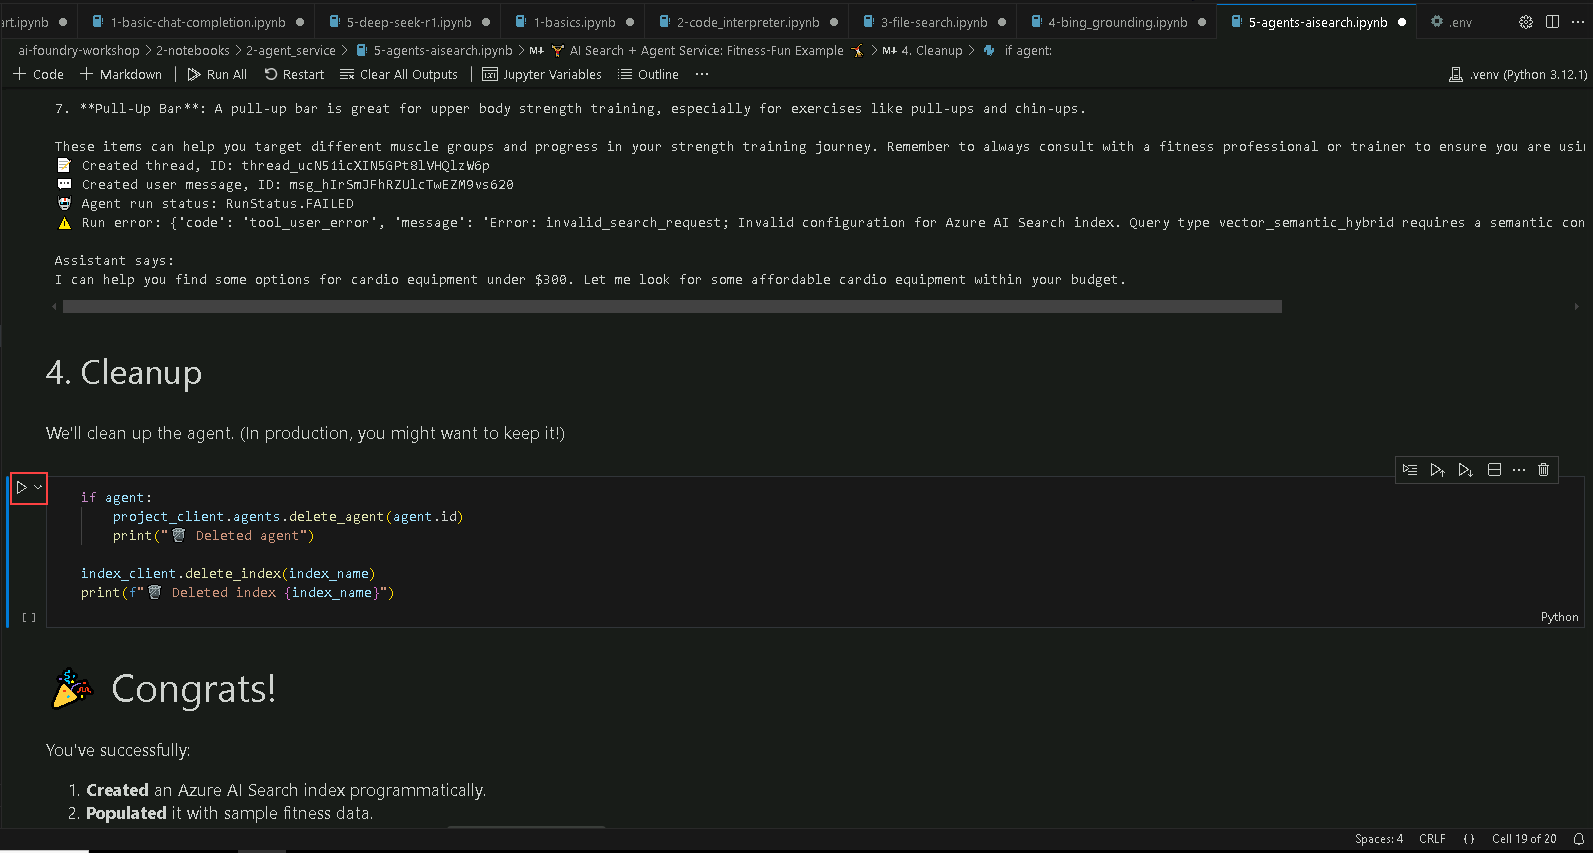 art.ipynb
1-basic-chat-completion.ipynb
5-deep-seek-r1.ipynb
1-basics.ipynb
2-code_interpreter.ipynb
3-file-search.ipynb
4-bing_grounding.ipynb
5-agents-aisearch.ipynb
.env
ai-foundry-workshop > 2-notebooks > 2-agent_service > 5-agents-aisearch.ipynb > M↓ 🏋 AI Search + Agent Service: Fitness-Fun Example 🤸 > M↓ 4. Cleanup > if agent:
+ Code + Markdown | Run All Restart Clear All Outputs | Jupyter Variables Outline ···
.venv (Python 3.12.1)
7. **Pull-Up Bar**: A pull-up bar is great for upper body strength training, especially for exercises like pull-ups and chin-ups.
These items can help you target different muscle groups and progress in your strength training journey. Remember to always consult with a fitness professional or trainer to ensure you are usin
📝 Created thread, ID: thread_ucN51icXIN5GPt8lVHQlzW6p
💬 Created user message, ID: msg_hIrSmJFhRZUlcTwEZM9vs620
🤖 Agent run status: RunStatus.FAILED
⚠️ Run error: {'code': 'tool_user_error', 'message': 'Error: invalid_search_request; Invalid configuration for Azure AI Search index. Query type vector_semantic_hybrid requires a semantic con
Assistant says:
I can help you find some options for cardio equipment under $300. Let me look for some affordable cardio equipment within your budget.
4. Cleanup
We'll clean up the agent. (In production, you might want to keep it!)
if agent:
project_client.agents.delete_agent(agent.id)
print("🗑️ Deleted agent")
index_client.delete_index(index_name)
print(f"🗑️ Deleted index {index_name}")
[ ]
Python
🎉 Congrats!
You've successfully:
1. Created an Azure AI Search index programmatically.
2. Populated it with sample fitness data.
Spaces: 4 CRLF {} Cell 19 of 20